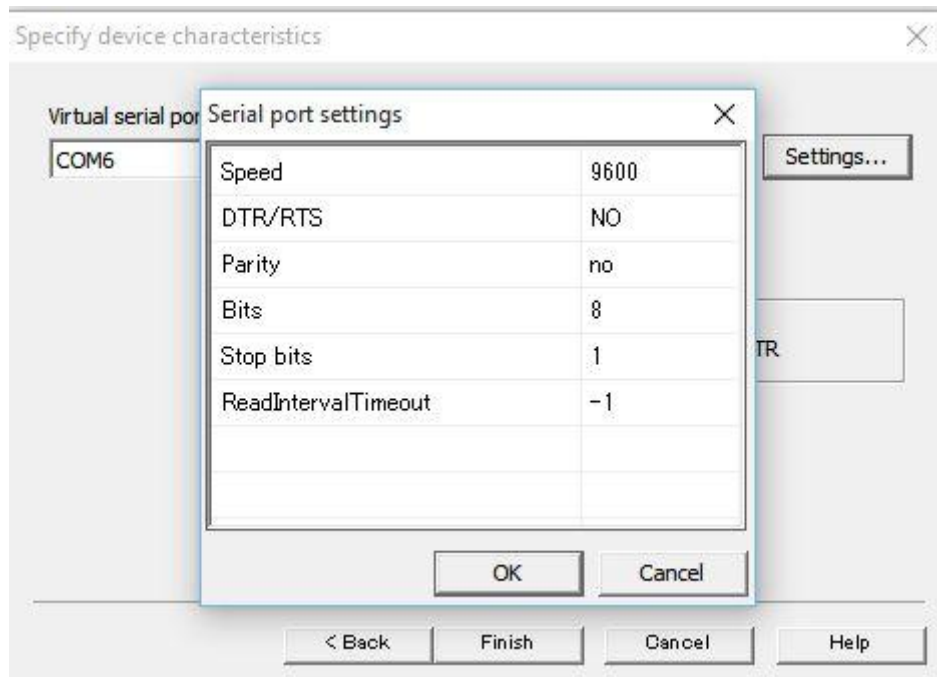 Specify device characteristics
Virtual serial por
COM6
Settings...
TR
Serial port settings
Speed 9600
DTR/RTS NO
Parity no
Bits 8
Stop bits 1
ReadIntervalTimeout -1
OK Cancel
< Back Finish Cancel Help